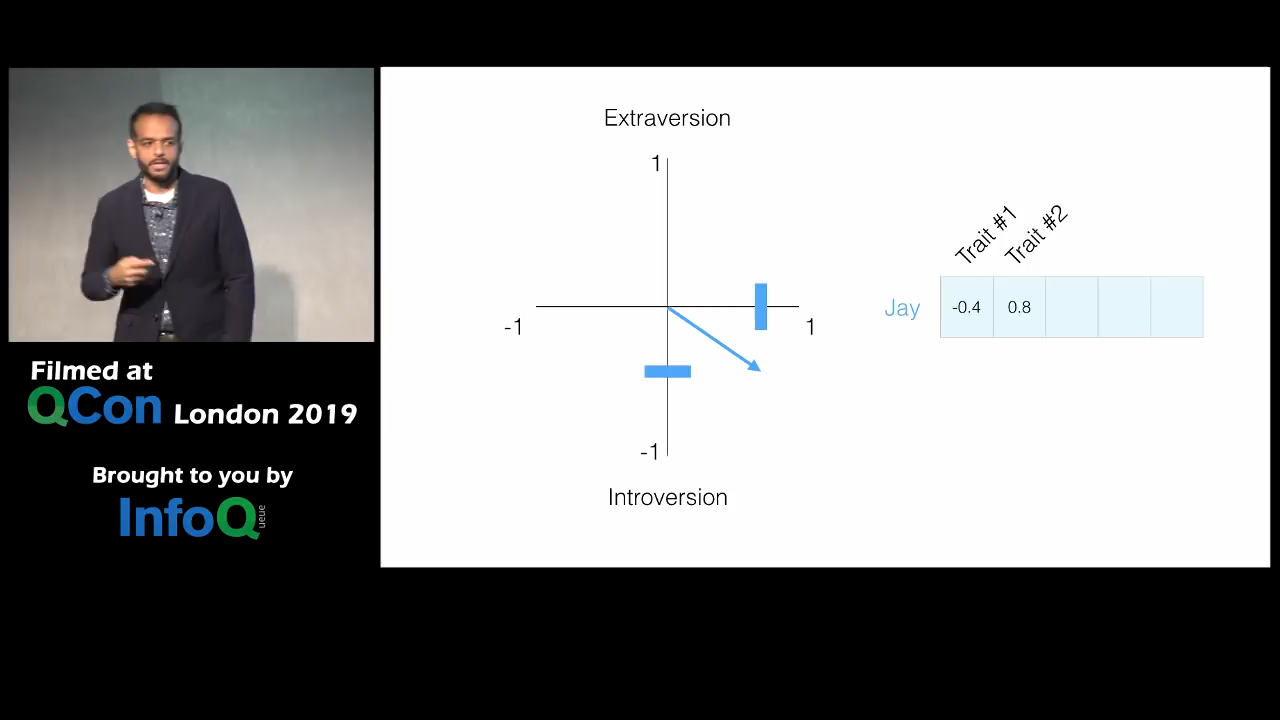 Extraversion
1
-1
1
-1
Introversion
Trait #1
Trait #2
Jay
-0.4
0.8
Filmed at
QCon London 2019
Brought to you by
InfoQ
ueue